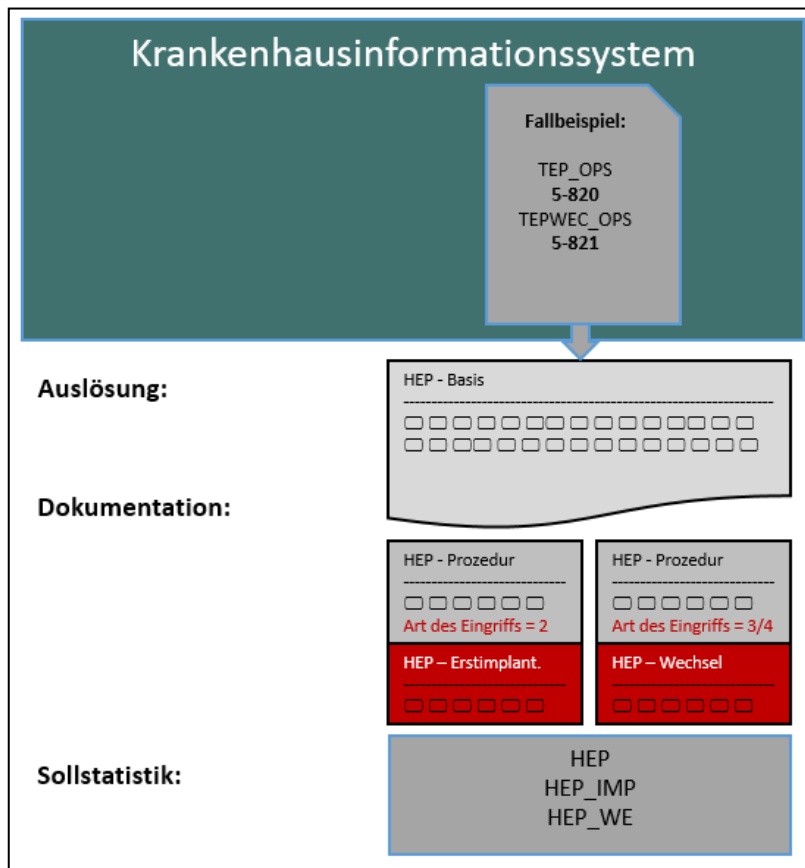 Krankenhausinformationssystem
Fallbeispiel:
TEP_OPS
5-820
TEPWEC_OPS
5-821
Auslösung:
HEP - Basis
Dokumentation:
HEP - Prozedur
Art des Eingriffs = 2
HEP – Erstimplant.
HEP - Prozedur
Art des Eingriffs = 3/4
HEP – Wechsel
Sollstatistik:
HEP
HEP_IMP
HEP_WE